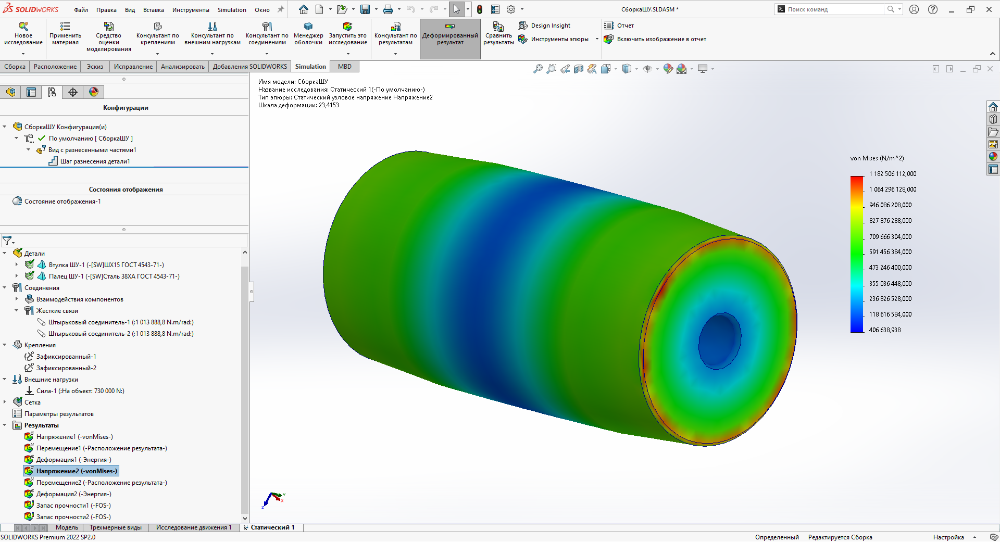 SOLIDWORKS
Файл
Правка
Вид
Вставка
Инструменты
Simulation
Окно
СборкаШУ.SLDASM *
Поиск команд
Новое исследование
Применить материал
Средство оценки моделирования
Консультант по креплениям
Консультант по внешним нагрузкам
Консультант по соединениям
Менеджер оболочки
Запустить это исследование
Консультант по результатам
Деформированный результат
Сравнить результаты
Design Insight
Инструменты эпюры
Отчет
Включить изображение в отчет
Сборка
Расположение
Эскиз
Исправление
Анализировать
Добавления SOLIDWORKS
Simulation
MBD
Конфигурации
СборкаШУ Конфигурация(и)
По умолчанию [ СборкаШУ ]
Вид с разнесенными частями1
Шаг разнесения детали1
Состояния отображения
Состояние отображения-1
Детали
Втулка ШУ-1 (-[SW]ШХ15 ГОСТ 4543-71-)
Палец ШУ-1 (-[SW]Сталь 38ХА ГОСТ 4543-71-)
Соединения
Взаимодействия компонентов
Жесткие связи
Штырьковый соединитель-1 (:1 013 888,8 N.m/rad:)
Штырьковый соединитель-2 (:1 013 888,8 N.m/rad:)
Крепления
Зафиксированный-1
Зафиксированный-2
Внешние нагрузки
Сила-1 (:На объект: 730 000 N:)
Сетка
Параметры результатов
Результаты
Напряжение1 (-vonMises-)
Перемещение1 (-Расположение результата-)
Деформация1 (-Энергия-)
Напряжение2 (-vonMises-)
Перемещение2 (-Расположение результата-)
Деформация2 (-Энергия-)
Запас прочности1 (-FOS-)
Запас прочности2 (-FOS-)
Имя модели: СборкаШУ
Название исследования: Статический 1(-По умолчанию-)
Тип эпюры: Статический узловое напряжение Напряжение2
Шкала деформации: 23,4153
von Mises (N/m^2)
1 182 506 112,000
1 064 296 128,000
946 086 208,000
827 876 288,000
709 666 304,000
591 456 384,000
473 246 400,000
355 036 448,000
236 826 528,000
118 616 584,000
406 638,938
Y
X
Z
Модель
Трехмерные виды
Исследование движения 1
Статический 1
SOLIDWORKS Premium 2022 SP2.0
Определенный
Редактируется Сборка
Настройка